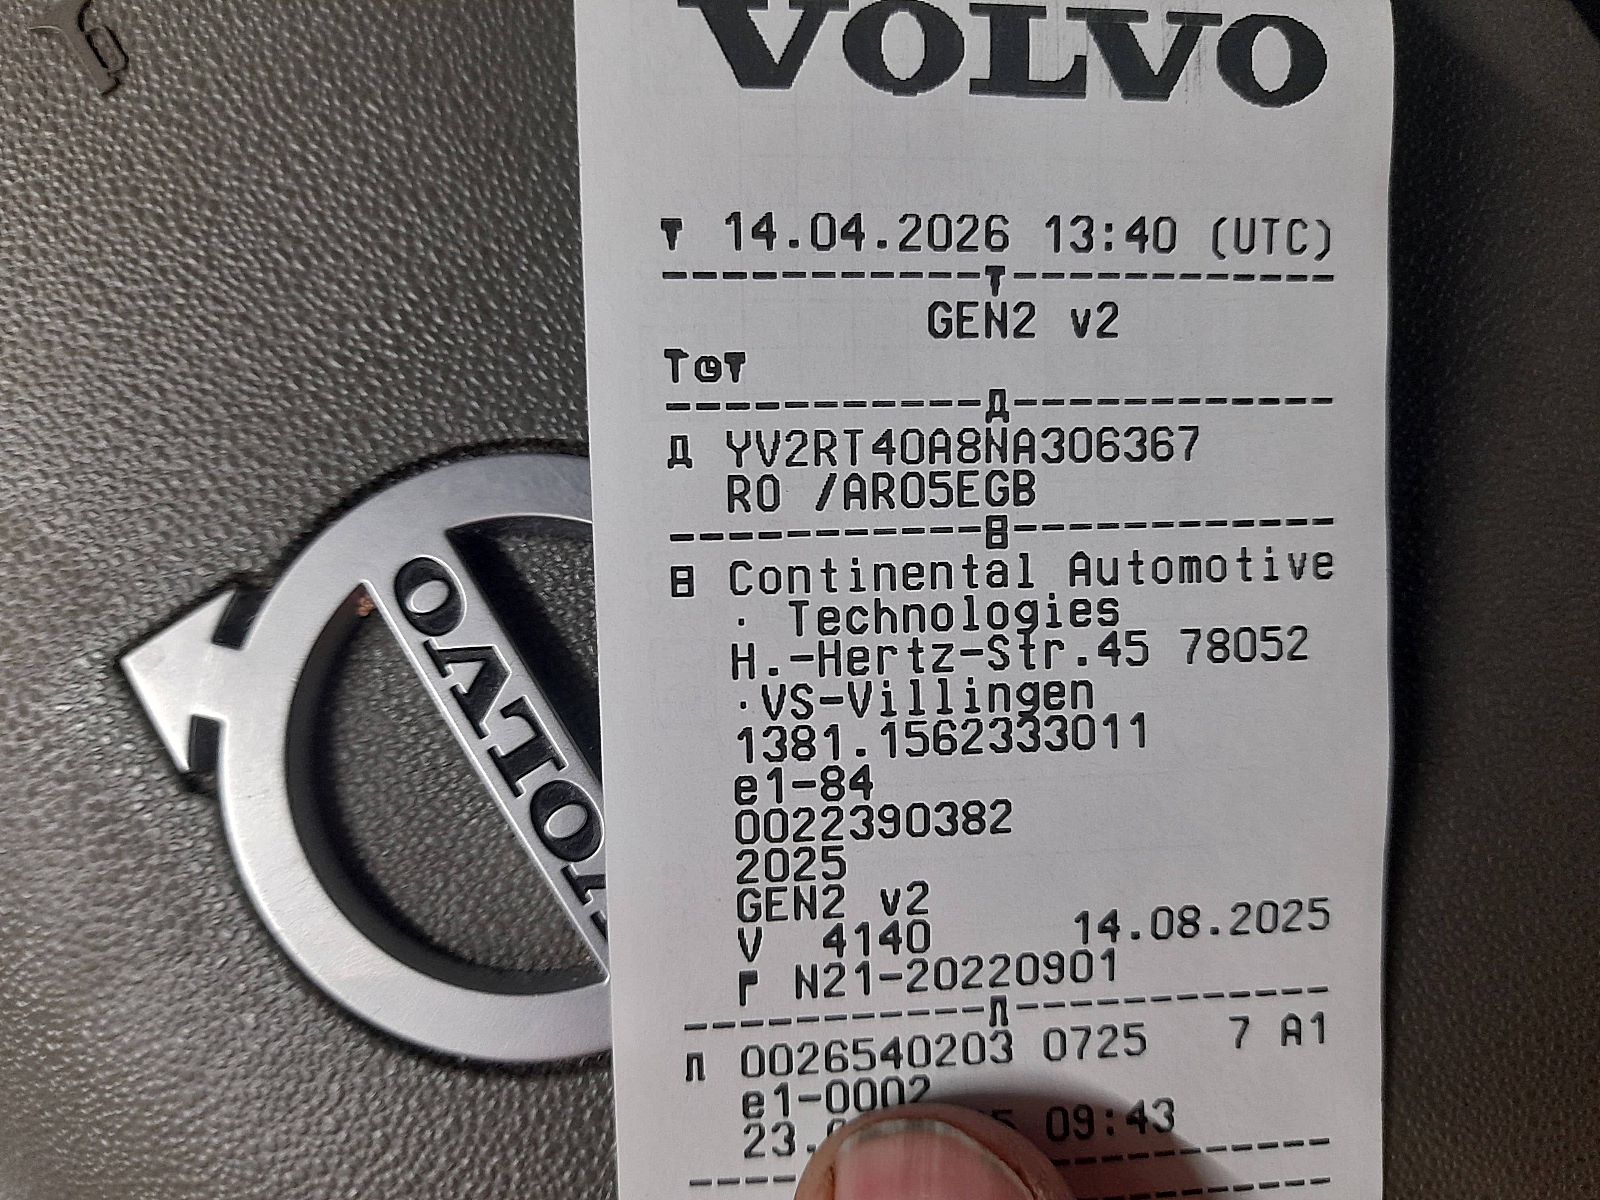 VOLVO
14.04.2026 13:40 (UTC)
GEN2 v2
YV2RT40A8NA306367
RO /AR05EGB
Continental Automotive
. Technologies
H.-Hertz-Str.45 78052
.VS-Villingen
1381.1562333011
e1-84
0022390382
2025
GEN2 v2
V 4140 14.08.2025
N21-20220901
0026540203 0725 7 A1
e1-0002
09:43
VOLVO